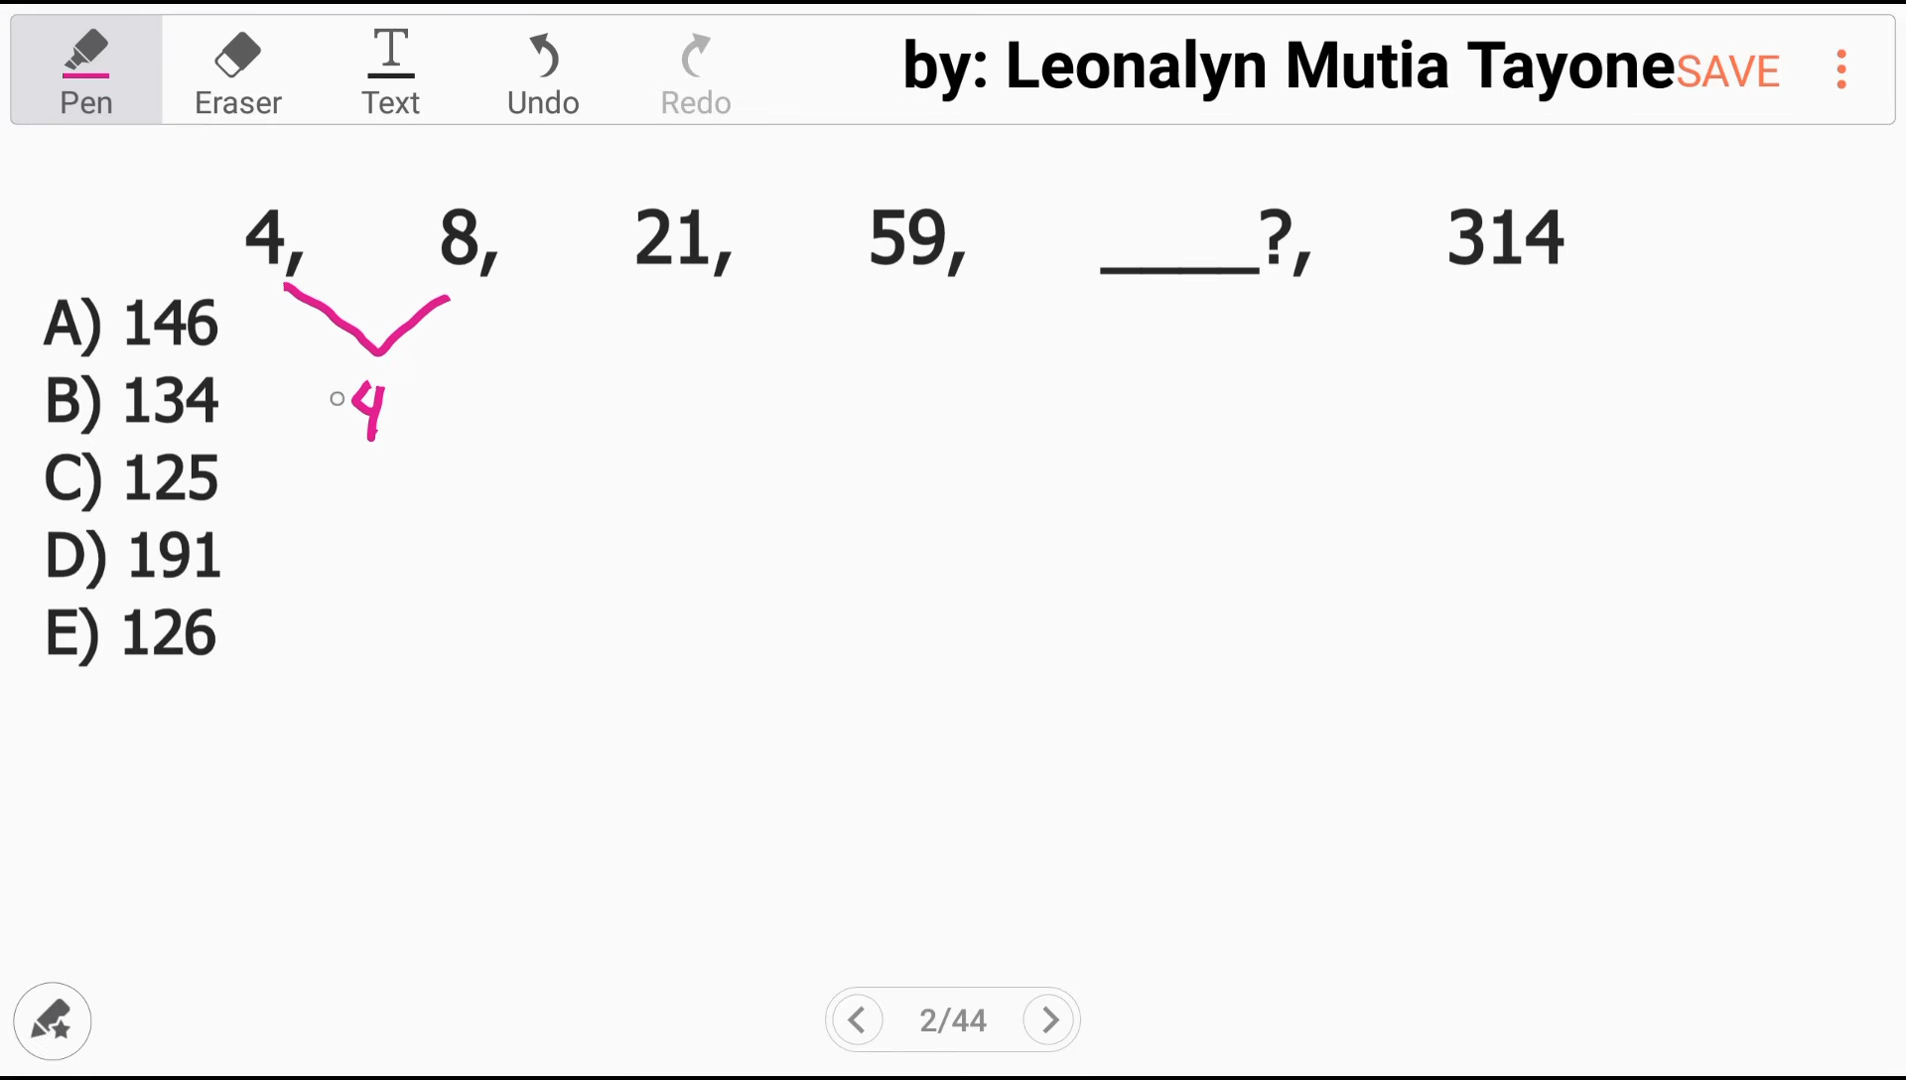 Pen Eraser Text Undo Redo by: Leonalyn Mutia Tayone SAVE
4, 8, 21, 59, ____?, 314
A) 146
B) 134
4
C) 125
D) 191
E) 126
2/44